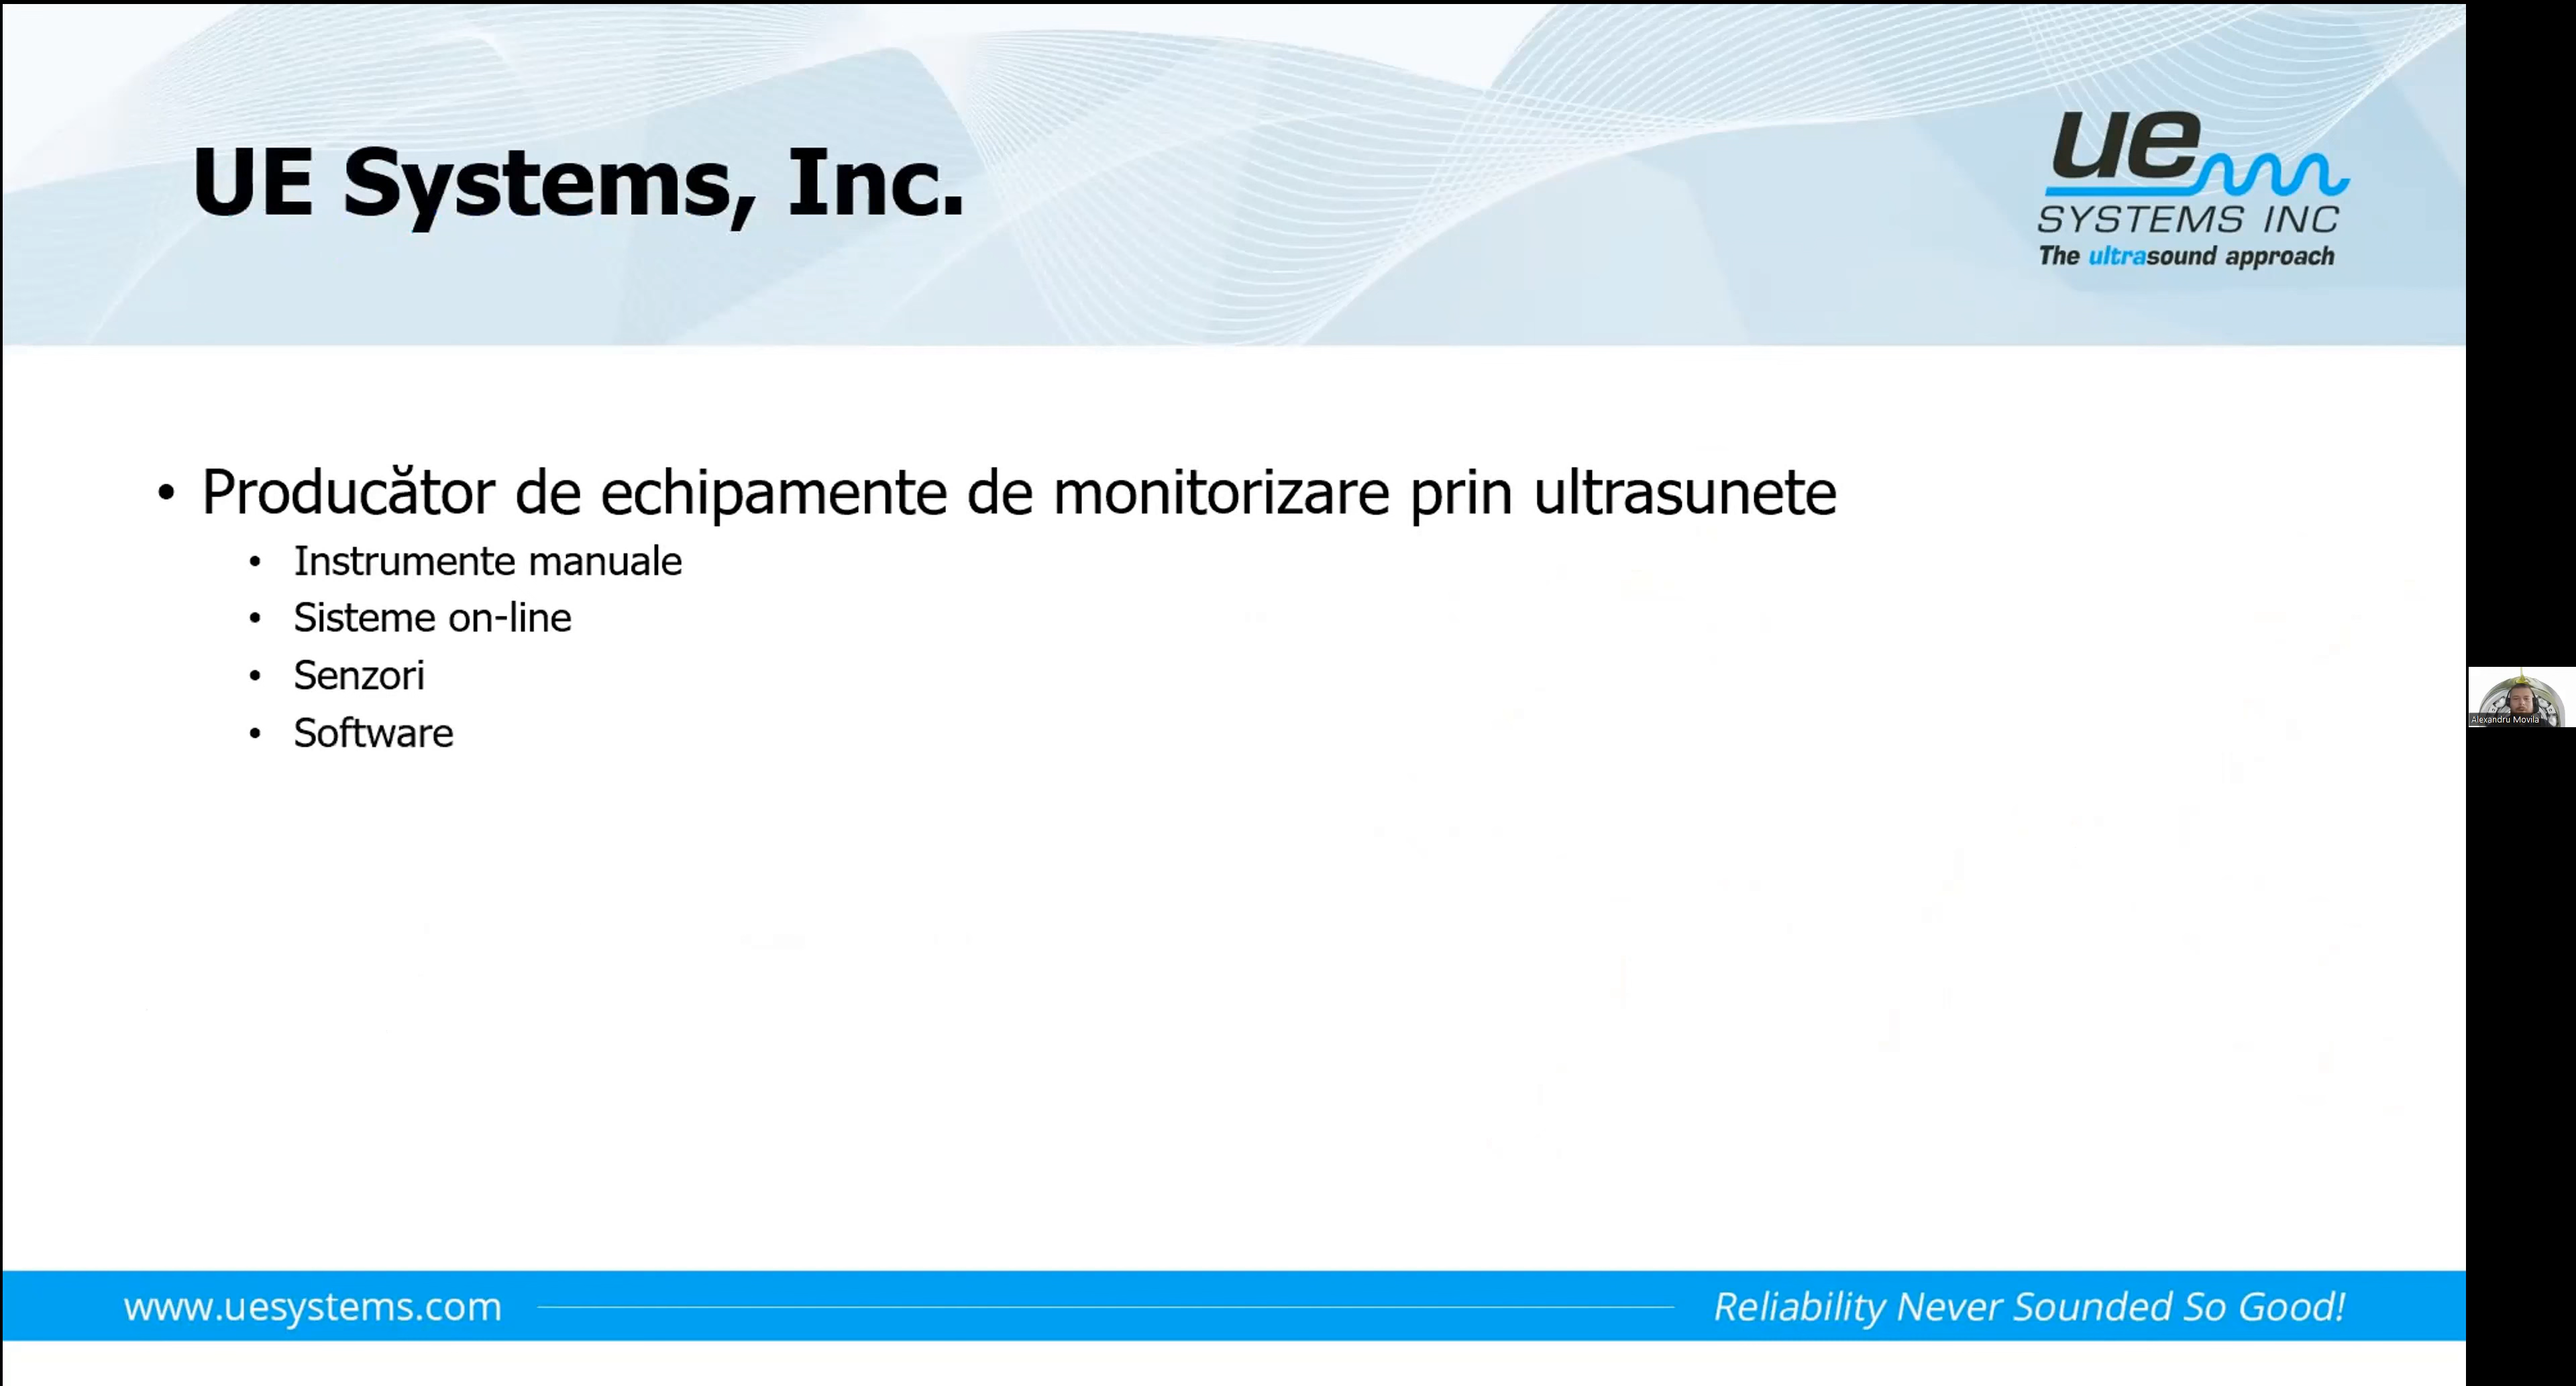 UE Systems, Inc.
ue
SYSTEMS INC
The ultrasound approach
• Producător de echipamente de monitorizare prin ultrasunete
• Instrumente manuale
• Sisteme on-line
• Senzori
• Software
Alexandru Movila
www.uesystems.com
Reliability Never Sounded So Good!